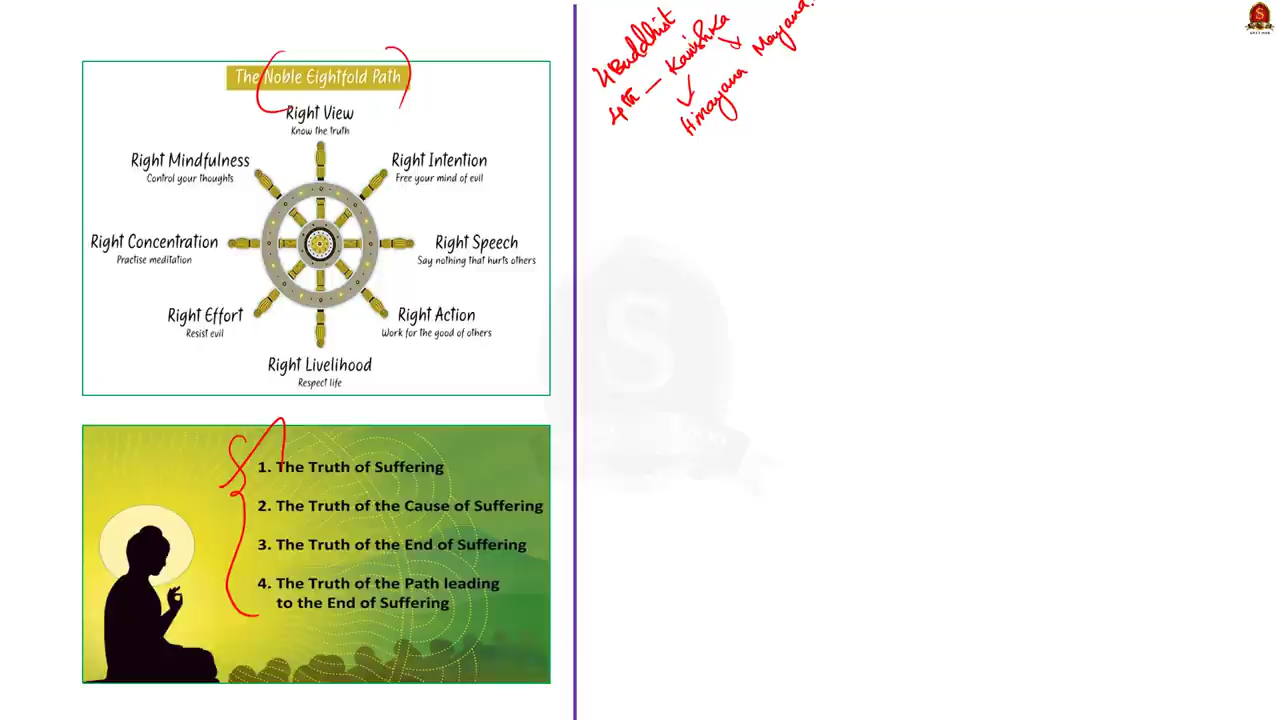 The Noble Eightfold Path
Right View
Know the truth
Right Mindfulness
Control your thoughts
Right Intention
Free your mind of evil
Right Concentration
Practise meditation
Right Speech
Say nothing that hurts others
Right Effort
Resist evil
Right Action
Work for the good of others
Right Livelihood
Respect life
1. The Truth of Suffering
2. The Truth of the Cause of Suffering
3. The Truth of the End of Suffering
4. The Truth of the Path leading
to the End of Suffering
4 Buddhist
4th – Kanishka
Hinayana Mayana
S